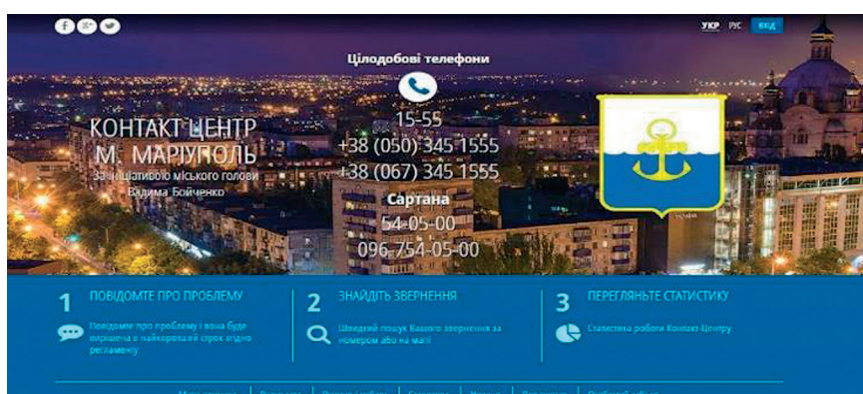 УКР РУС ВХІД
Цілодобові телефони
15-55
+38 (050) 345 1555
+38 (067) 345 1555
Сартана
54-05-00
096-754-05-00
КОНТАКТ ЦЕНТР
М. МАРІУПОЛЬ
За ініціативою міського голови
Вадима Бойченко
1 ПОВІДОМТЕ ПРО ПРОБЛЕМУ
Повідомте про проблему і вона буде
вирішена в найкоротший строк згідно
регламенту
2 ЗНАЙДІТЬ ЗВЕРНЕННЯ
Швидкий пошук Вашого звернення за
номером або на мапі
3 ПЕРЕГЛЯНЬТЕ СТАТИСТИКУ
Статистика роботи Контакт-Центру